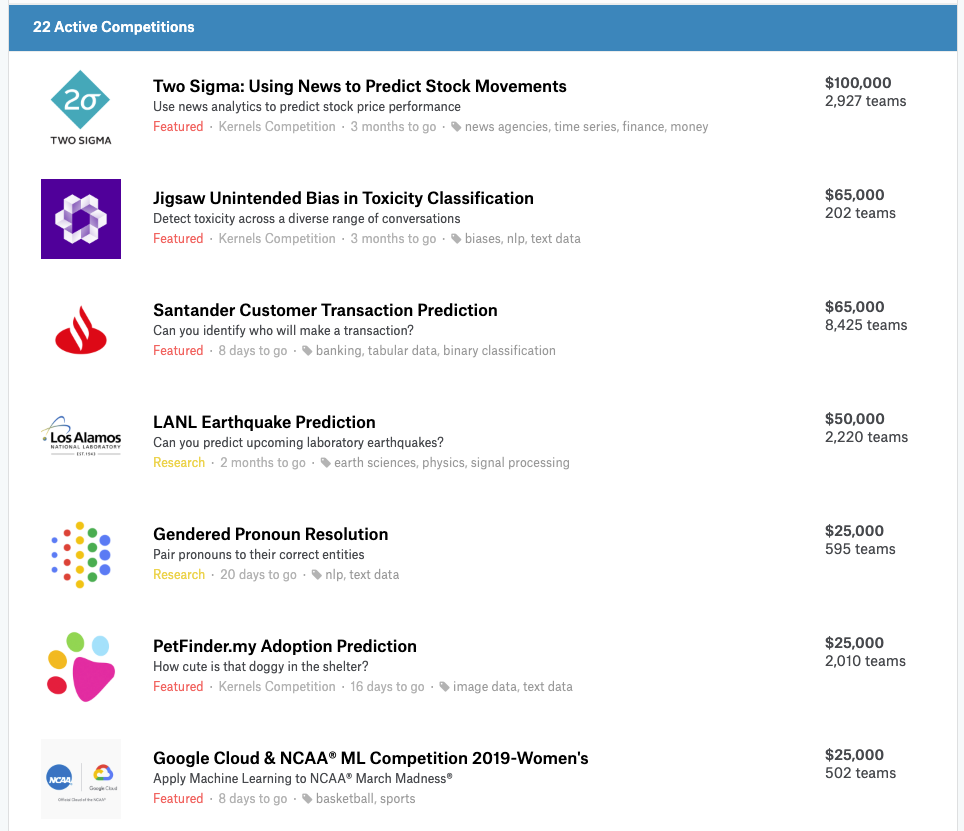 22 Active Competitions
2σ
TWO SIGMA
Two Sigma: Using News to Predict Stock Movements
Use news analytics to predict stock price performance
Featured · Kernels Competition · 3 months to go · news agencies, time series, finance, money
$100,000
2,927 teams
Jigsaw Unintended Bias in Toxicity Classification
Detect toxicity across a diverse range of conversations
Featured · Kernels Competition · 3 months to go · biases, nlp, text data
$65,000
202 teams
Santander Customer Transaction Prediction
Can you identify who will make a transaction?
Featured · 8 days to go · banking, tabular data, binary classification
$65,000
8,425 teams
Los Alamos
NATIONAL LABORATORY
EST. 1943
LANL Earthquake Prediction
Can you predict upcoming laboratory earthquakes?
Research · 2 months to go · earth sciences, physics, signal processing
$50,000
2,220 teams
Gendered Pronoun Resolution
Pair pronouns to their correct entities
Research · 20 days to go · nlp, text data
$25,000
595 teams
PetFinder.my Adoption Prediction
How cute is that doggy in the shelter?
Featured · Kernels Competition · 16 days to go · image data, text data
$25,000
2,010 teams
NCAA
Google Cloud
Official Cloud of the NCAA®
Google Cloud & NCAA® ML Competition 2019-Women's
Apply Machine Learning to NCAA® March Madness®
Featured · 8 days to go · basketball, sports
$25,000
502 teams